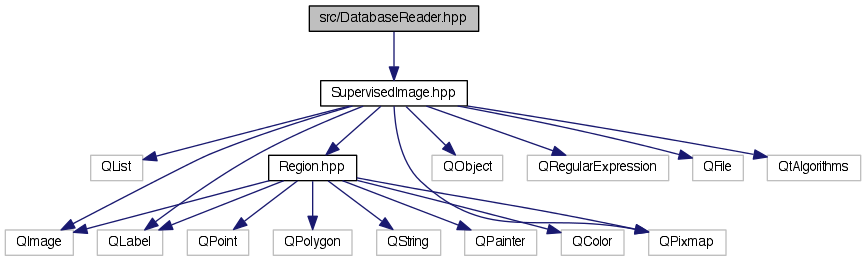 src/DatabaseReader.hpp
SupervisedImage.hpp
QList
Region.hpp
QObject
QRegularExpression
QFile
QtAlgorithms
QImage
QLabel
QPoint
QPolygon
QString
QPainter
QColor
QPixmap